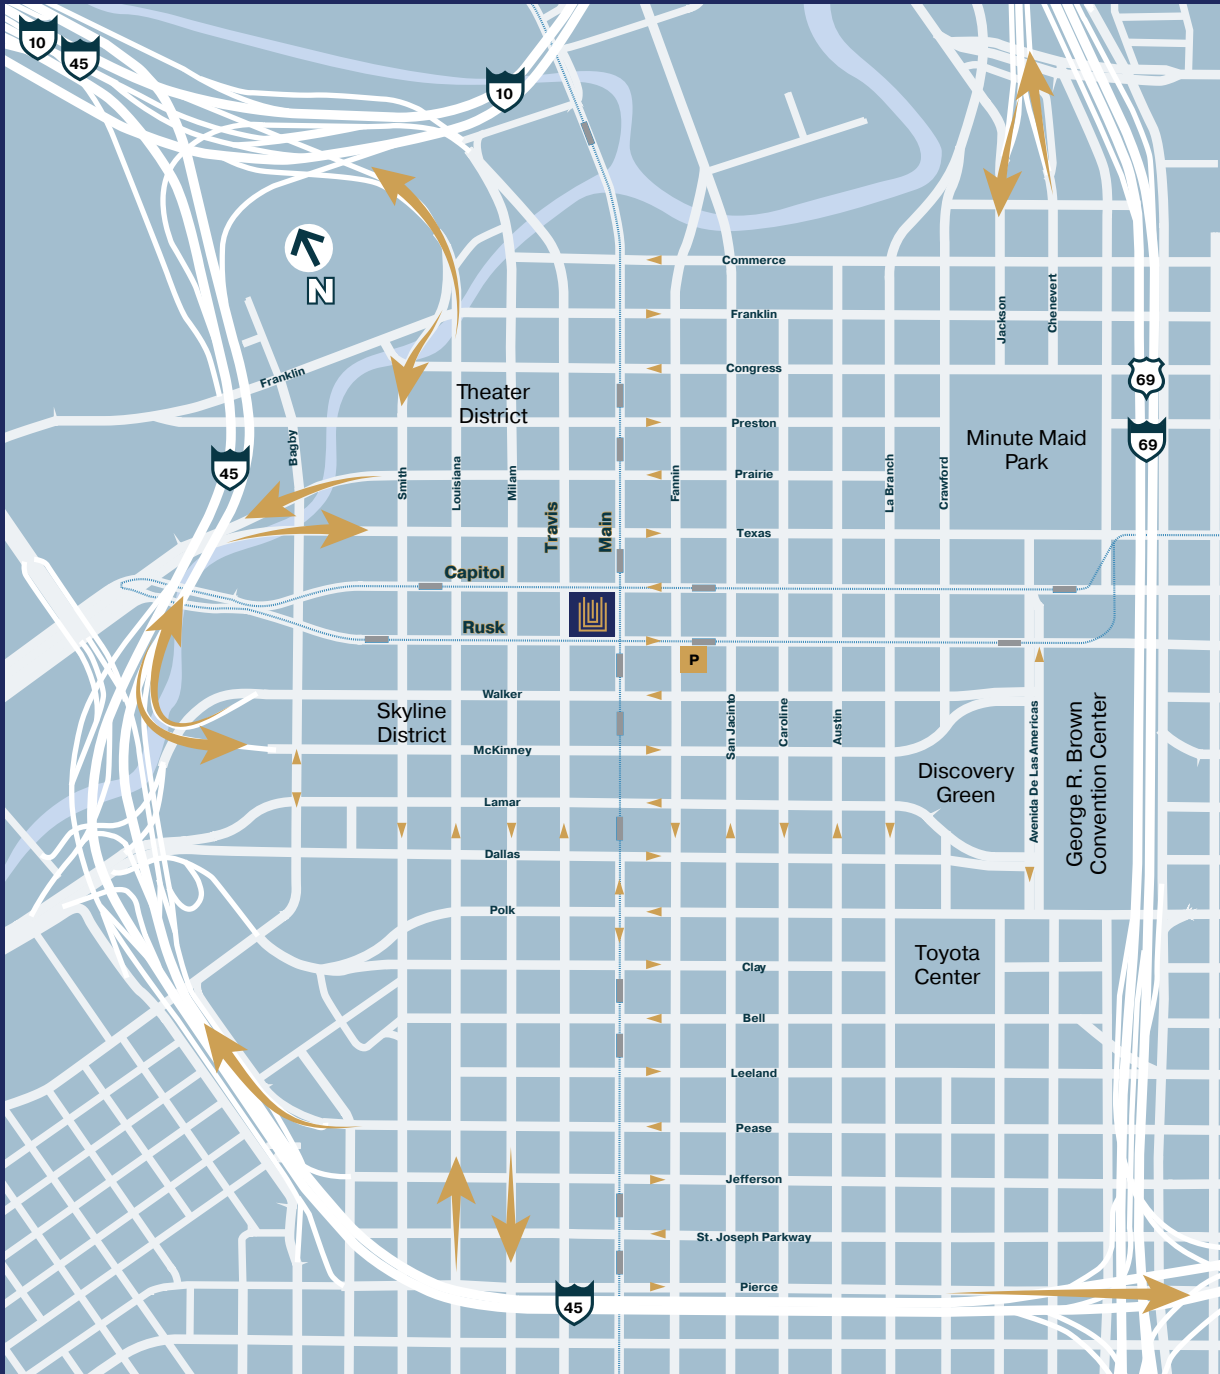 10
45
10
N
Commerce
Franklin
Jackson
Chenevert
Franklin
Congress
69
Theater
District
Preston
Bagby
Smith
Louisiana
Milam
Travis
Main
Fannin
Prairie
La Branch
Crawford
Minute Maid
Park
69
45
Texas
Capitol
Rusk
P
Walker
Skyline
District
McKinney
San Jacinto
Caroline
Austin
Discovery
Green
Avenida De LasAmericas
George R. Brown
Convention Center
Lamar
Dallas
Polk
Clay
Toyota
Center
Bell
Leeland
Pease
Jefferson
St. Joseph Parkway
Pierce
45